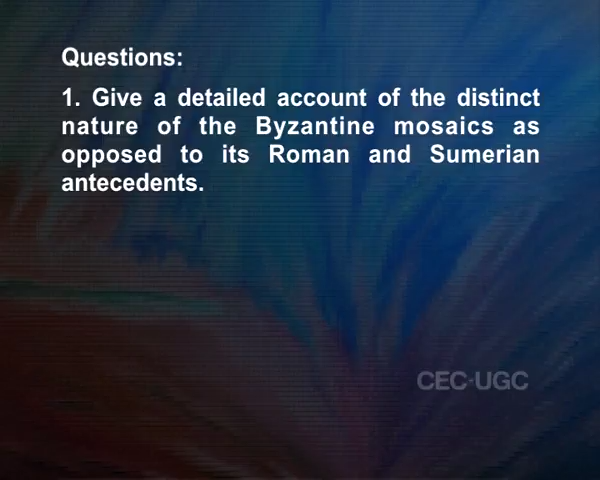 Questions:
1. Give a detailed account of the distinct
nature of the Byzantine mosaics as
opposed to its Roman and Sumerian
antecedents.
CEC-UGC